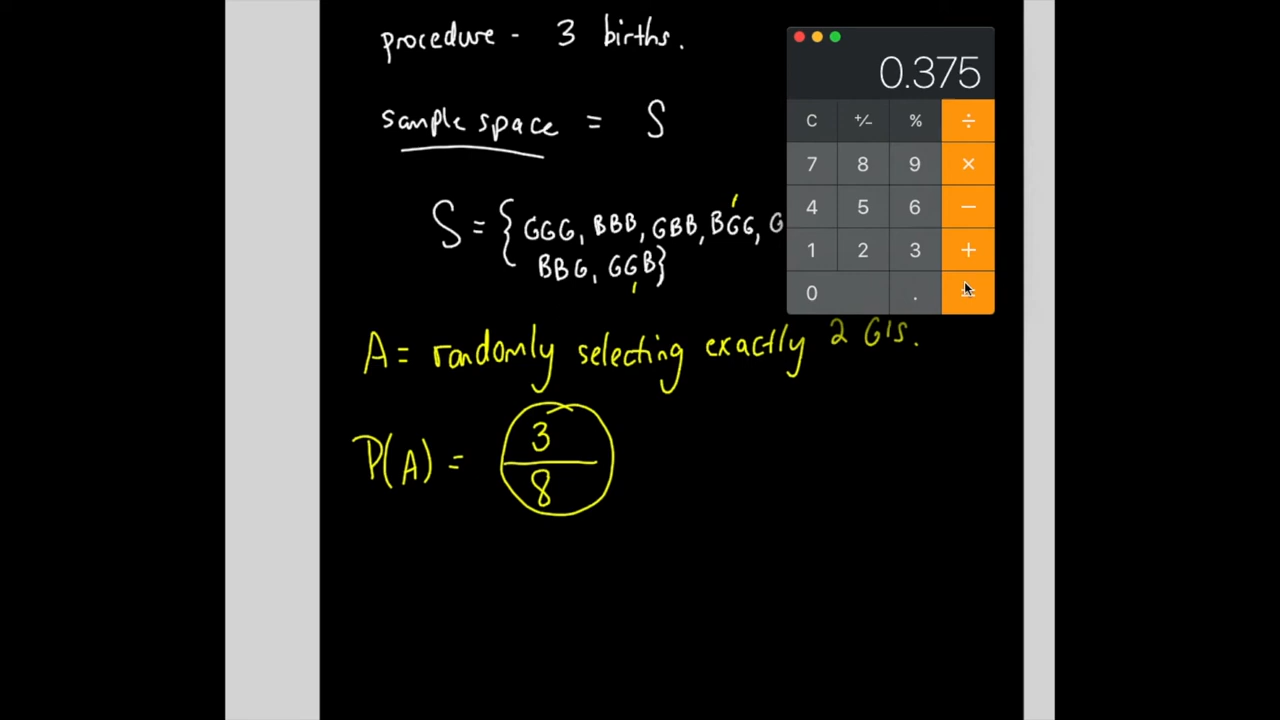 procedure - 3 births.
sample space = S
S = { GGG, BBB, GBB, BGG, G
BBG, GGB}
A = randomly selecting exactly 2 G's.
P(A) = 3
8
0.375
C +/- % ÷
7 8 9 ×
4 5 6 −
1 2 3 +
0 . =